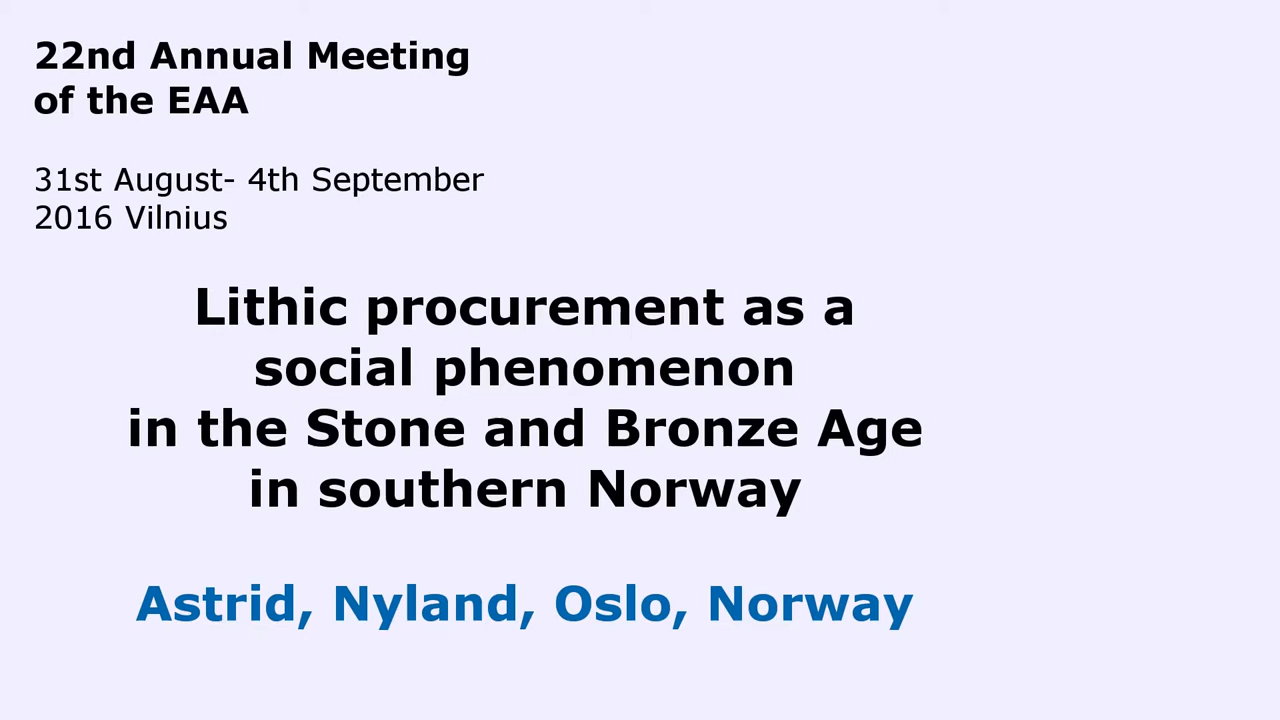 22nd Annual Meeting
of the EAA
31st August- 4th September
2016 Vilnius
Lithic procurement as a
social phenomenon
in the Stone and Bronze Age
in southern Norway
Astrid, Nyland, Oslo, Norway